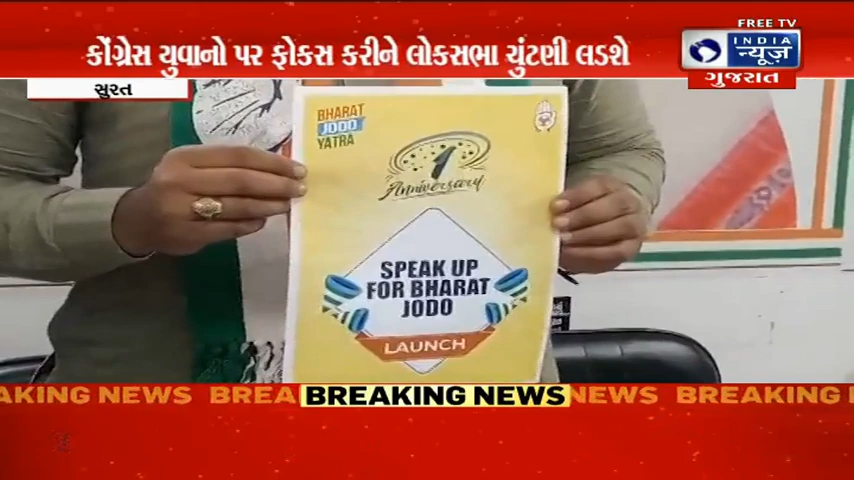 FREE TV
કોંગ્રેસ યુવાનો પર ફોકસ કરીને લોકસભા ચુંટણી લડશે
INDIA
ન્યૂઝ
ગુજરાત
સુરત
BHARAT
JODO
YATRA
1
Anniversary
SPEAK UP
FOR BHARAT
JODO
LAUNCH
AKING NEWS BREA BREAKING NEWS NEWS BREAKING NEWS